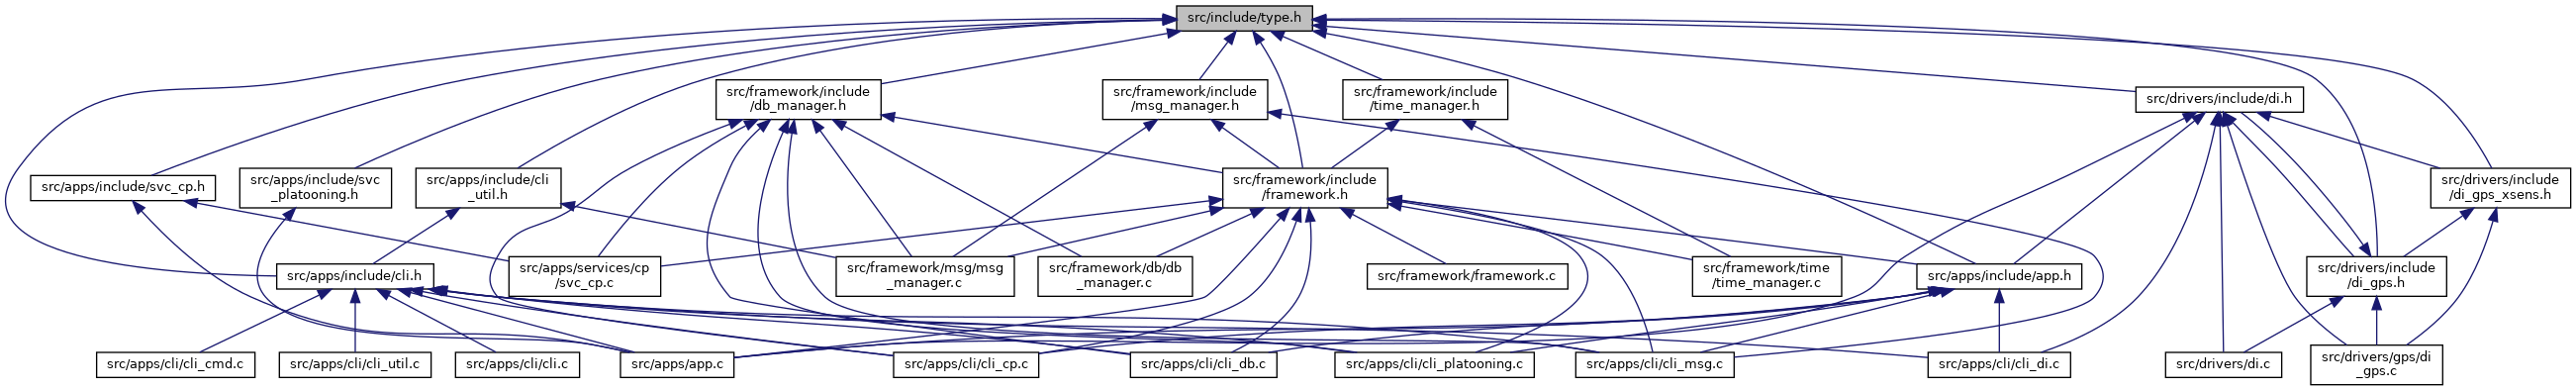 src/include/type.h
src/framework/include
/db_manager.h
src/framework/include
/msg_manager.h
src/framework/include
/time_manager.h
src/drivers/include/di.h
src/apps/include/svc_cp.h
src/apps/include/svc
_platooning.h
src/apps/include/cli
_util.h
src/framework/include
/framework.h
src/drivers/include
/di_gps_xsens.h
src/apps/include/cli.h
src/apps/services/cp
/svc_cp.c
src/framework/msg/msg
_manager.c
src/framework/db/db
_manager.c
src/framework/framework.c
src/framework/time
/time_manager.c
src/apps/include/app.h
src/drivers/include
/di_gps.h
src/apps/cli/cli_cmd.c
src/apps/cli/cli_util.c
src/apps/cli/cli.c
src/apps/app.c
src/apps/cli/cli_cp.c
src/apps/cli/cli_db.c
src/apps/cli/cli_platooning.c
src/apps/cli/cli_msg.c
src/apps/cli/cli_di.c
src/drivers/di.c
src/drivers/gps/di
_gps.c